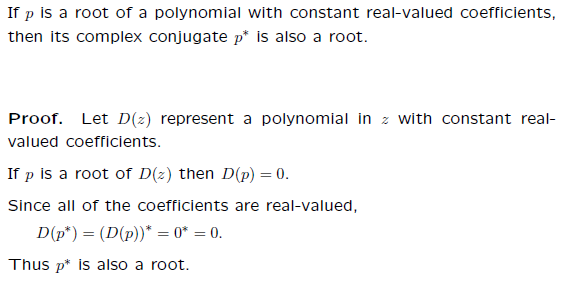 If p is a root of a polynomial with constant real-valued coefficients,
then its complex conjugate p* is also a root.
Proof. Let D(z) represent a polynomial in z with constant real-
valued coefficients.
If p is a root of D(z) then D(p) = 0.
Since all of the coefficients are real-valued,
D(p*) = (D(p))* = 0* = 0.
Thus p* is also a root.